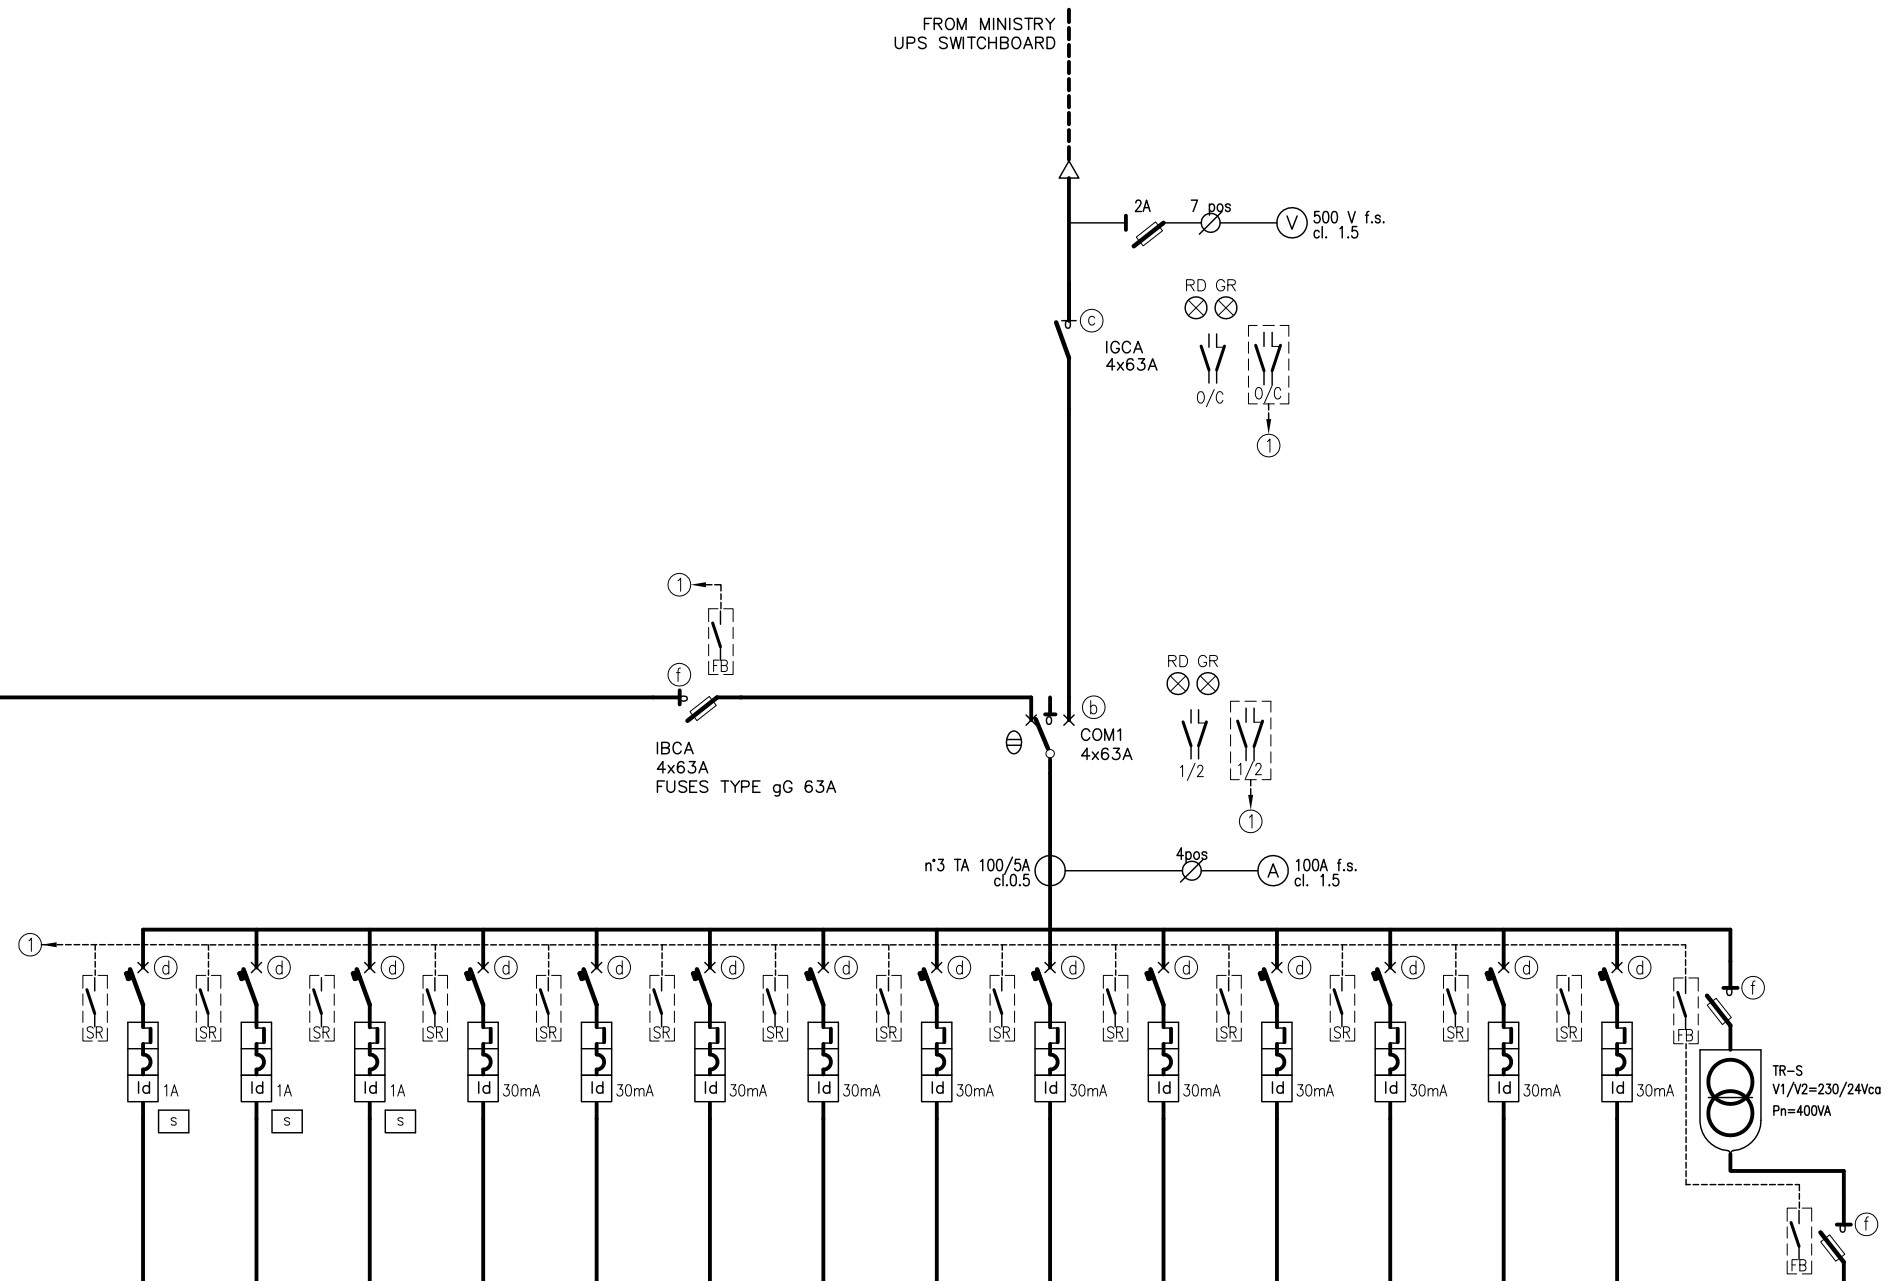 FROM MINISTRY
UPS SWITCHBOARD
2A
7 pos
V
500 V f.s.
cl. 1.5
RD GR
c
IGCA
4x63A
O/C
O/C
1
1
FB
f
RD GR
b
COM1
4x63A
IBCA
4x63A
FUSES TYPE gG 63A
1/2
1/2
1
n°3 TA 100/5A
cl.0.5
4pos
A
100A f.s.
cl. 1.5
1
d d d d d d d d d d d d d d
f
SR SR SR SR SR SR SR SR SR SR SR SR SR SR FB
TR-S
V1/V2=230/24Vca
Pn=400VA
Id 1A Id 1A Id 1A Id 30mA Id 30mA Id 30mA Id 30mA Id 30mA Id 30mA Id 30mA Id 30mA Id 30mA Id 30mA Id 30mA
s s s
f
FB